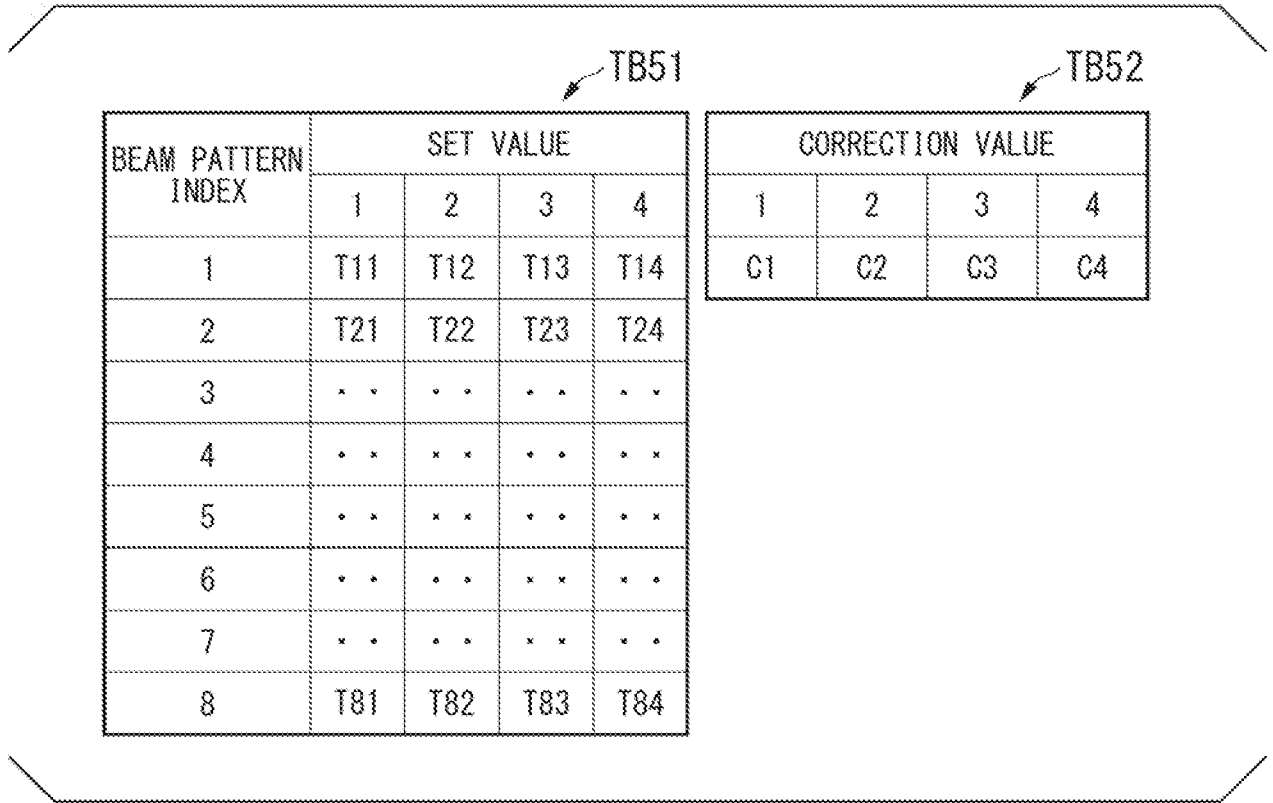 TB51 TB52
BEAM PATTERN INDEX SET VALUE CORRECTION VALUE
1 2 3 4 1 2 3 4
1 T11 T12 T13 T14 C1 C2 C3 C4
2 T21 T22 T23 T24
3 ・・ ・・ ・・ ・・
4 ・・ ・・ ・・ ・・
5 ・・ ・・ ・・ ・・
6 ・・ ・・ ・・ ・・
7 ・・ ・・ ・・ ・・
8 T81 T82 T83 T84